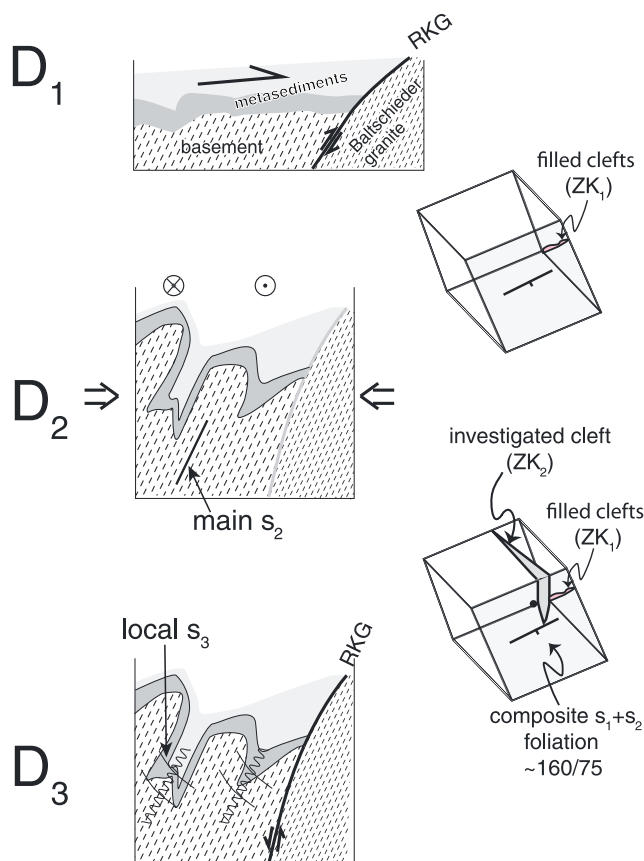 D1
RKG
metasediments
basement
Baltschieder
granite
filled clefts
(ZK1)
D2
main s2
investigated cleft
(ZK2)
filled clefts
(ZK1)
composite s1+s2
foliation
~160/75
D3
local s3
RKG